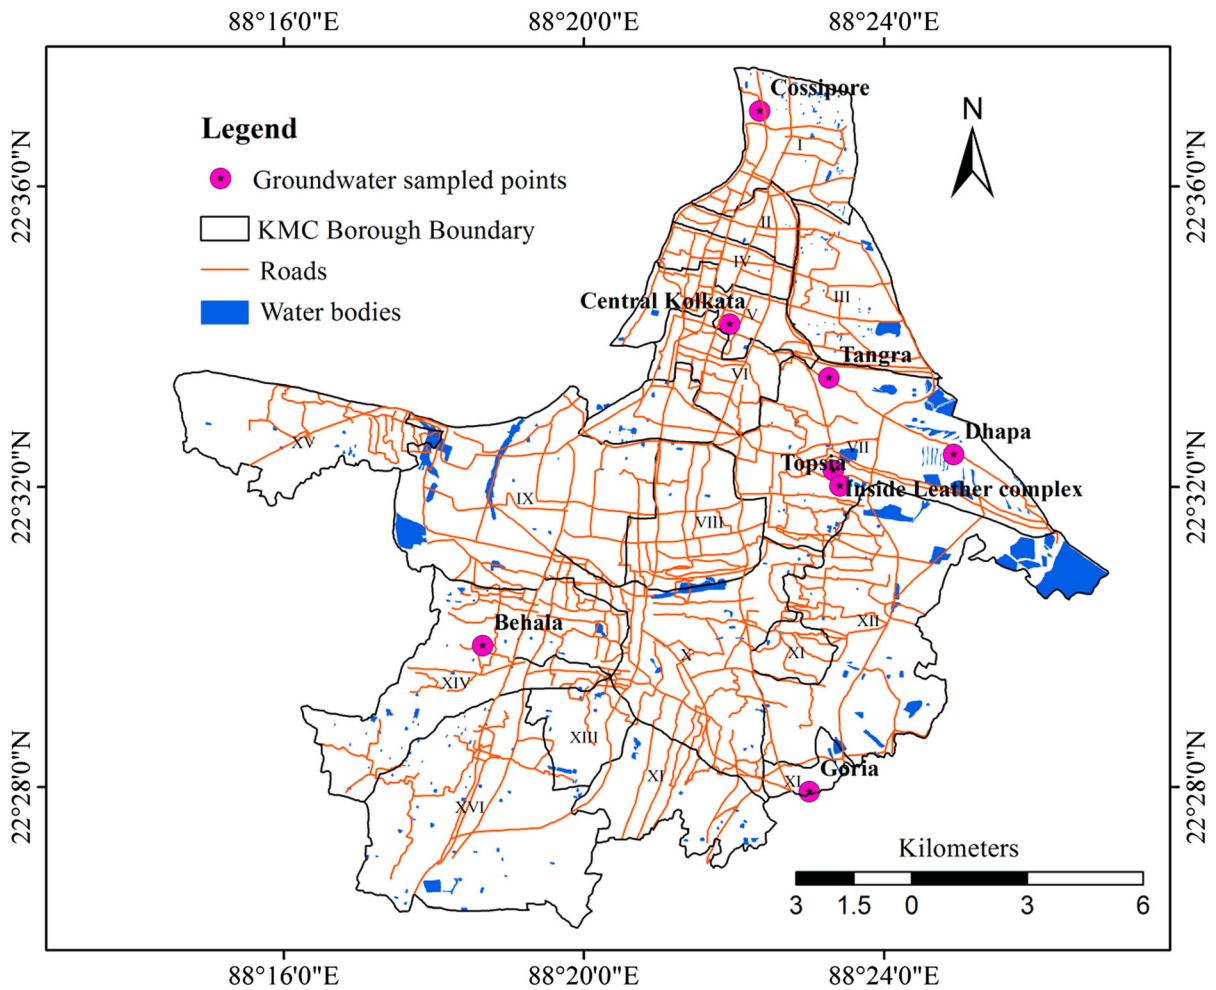 88°16'0"E 88°20'0"E 88°24'0"E
Cossipore
N
Legend
I
22°36'0"N
22°36'0"N
Groundwater sampled points
II
KMC Borough Boundary
IV
Roads
III
Central Kolkata
V
Water bodies
Tangra
VI
Dhapa
XV
VII
Topsia
Inside Leather complex
22°32'0"N
22°32'0"N
IX
VIII
Behala
XII
X
XI
XIV
XIII
Goria
XI
XI
22°28'0"N
22°28'0"N
XVI
Kilometers
3 1.5 0 3 6
88°16'0"E 88°20'0"E 88°24'0"E